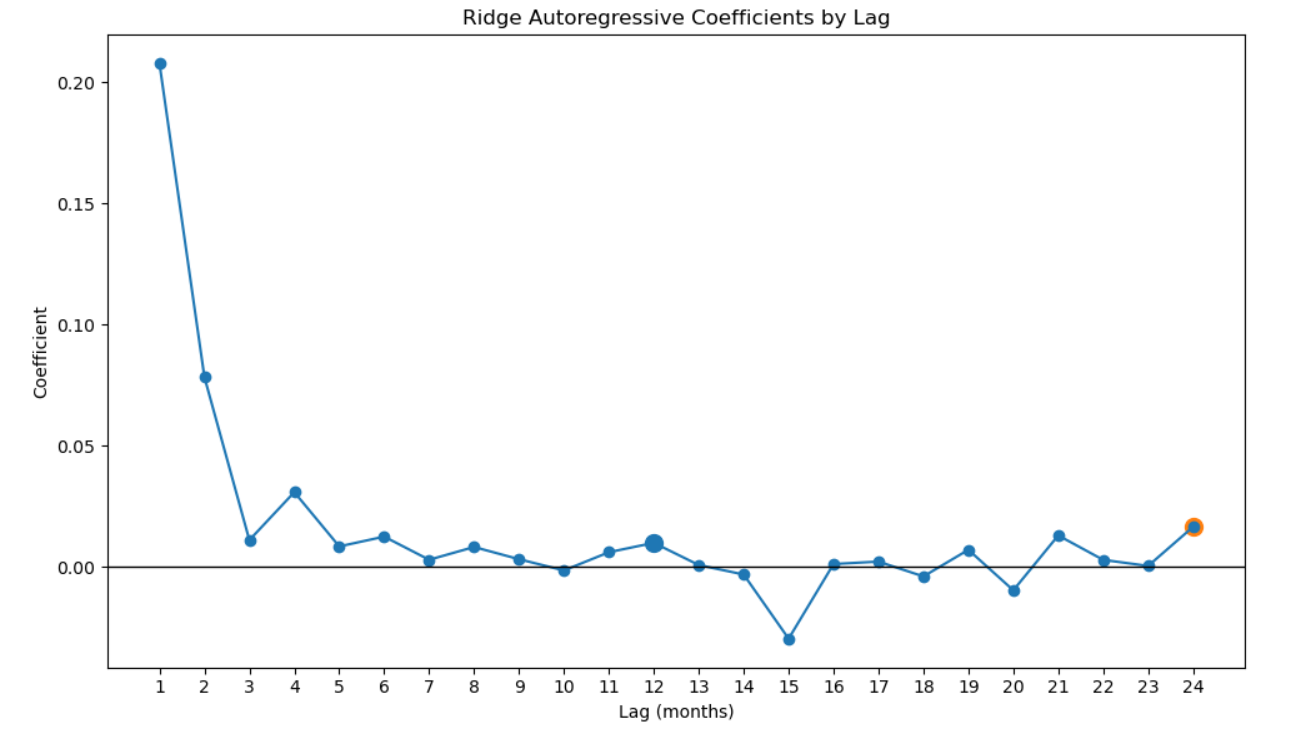 Ridge Autoregressive Coefficients by Lag
0.20
0.15
0.10
0.05
0.00
Coefficient
1 2 3 4 5 6 7 8 9 10 11 12 13 14 15 16 17 18 19 20 21 22 23 24
Lag (months)